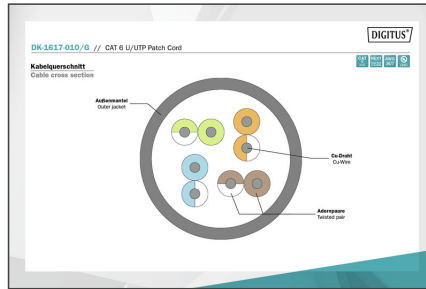 DIGITUS®
DK-1617-010/G // CAT 6 U/UTP Patch Cord
Kabelquerschnitt
Cable cross section
Außenmantel
Outer jacket
Cu-Draht
Cu-Wire
Adernpaare
Twisted pair